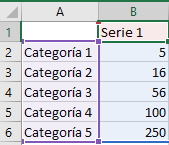 A B
1 Serie 1
2 Categoría 1 5
3 Categoría 2 16
4 Categoría 3 56
5 Categoría 4 100
6 Categoría 5 250